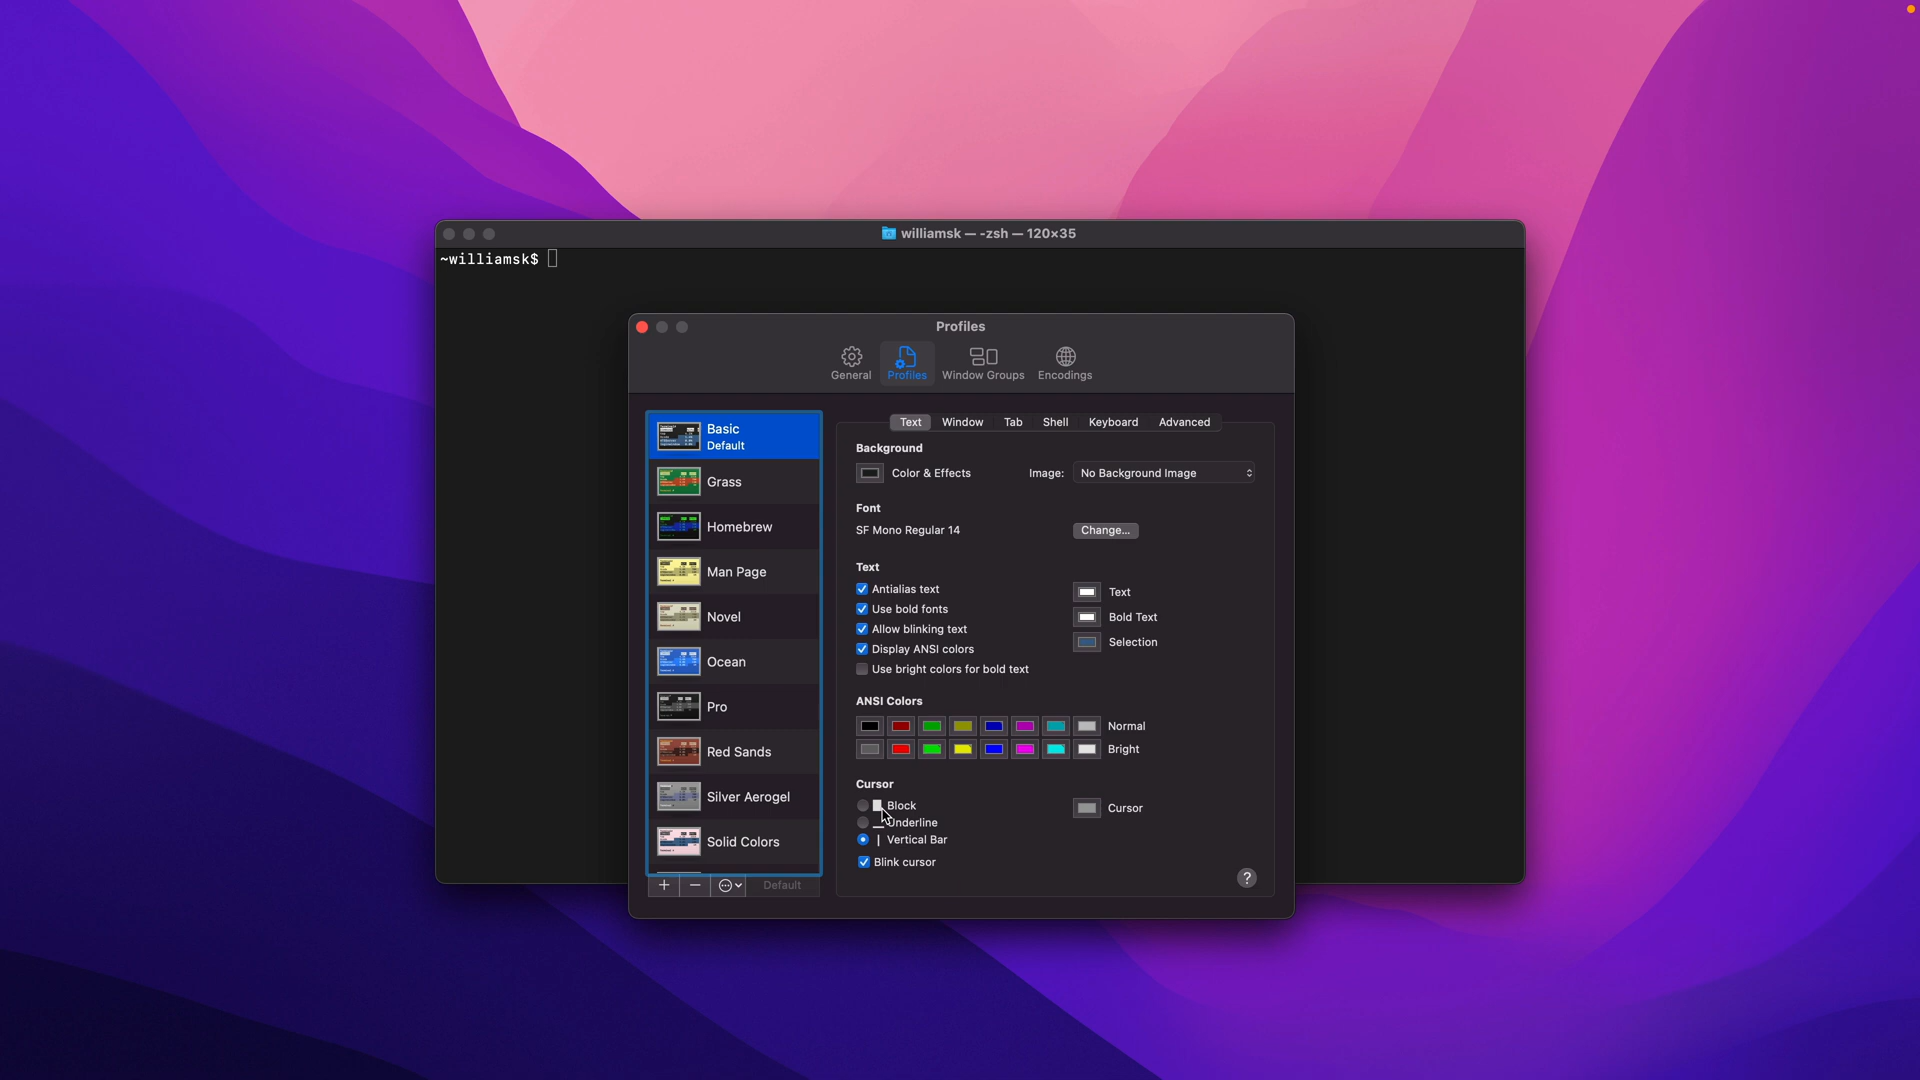 williamsk — -zsh — 120×35
~williamsk$
Profiles
General Profiles Window Groups Encodings
Text Window Tab Shell Keyboard Advanced
Basic
Default
Grass
Homebrew
Man Page
Novel
Ocean
Pro
Red Sands
Silver Aerogel
Solid Colors
+ − Default
Background
Color & Effects Image: No Background Image
Font
SF Mono Regular 14 Change...
Text
Antialias text Text
Use bold fonts Bold Text
Allow blinking text Selection
Display ANSI colors
Use bright colors for bold text
ANSI Colors
Normal
Bright
Cursor
Block Cursor
Underline
Vertical Bar
Blink cursor
?